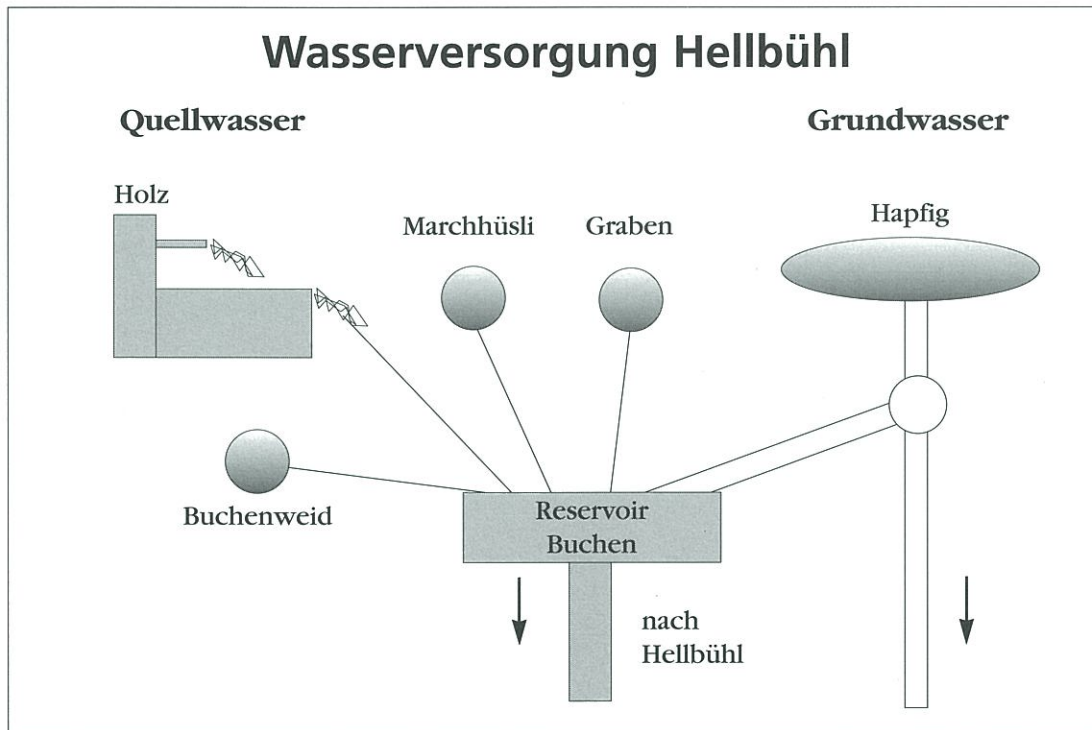 Wasserversorgung Hellbühl
Quellwasser
Grundwasser
Holz
Marchhüsli
Graben
Hapfig
Buchenweid
Reservoir
Buchen
nach
Hellbühl